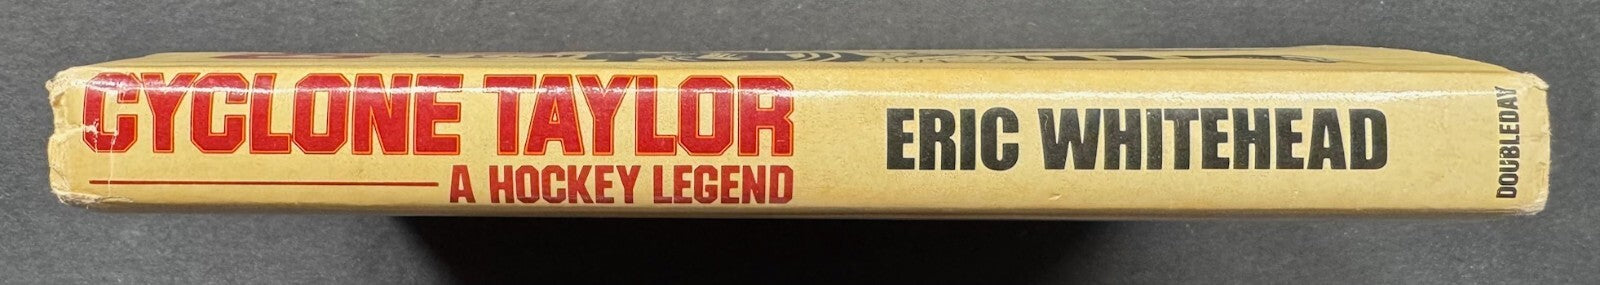 CYCLONE TAYLOR
A HOCKEY LEGEND
ERIC WHITEHEAD
DOUBLEDAY